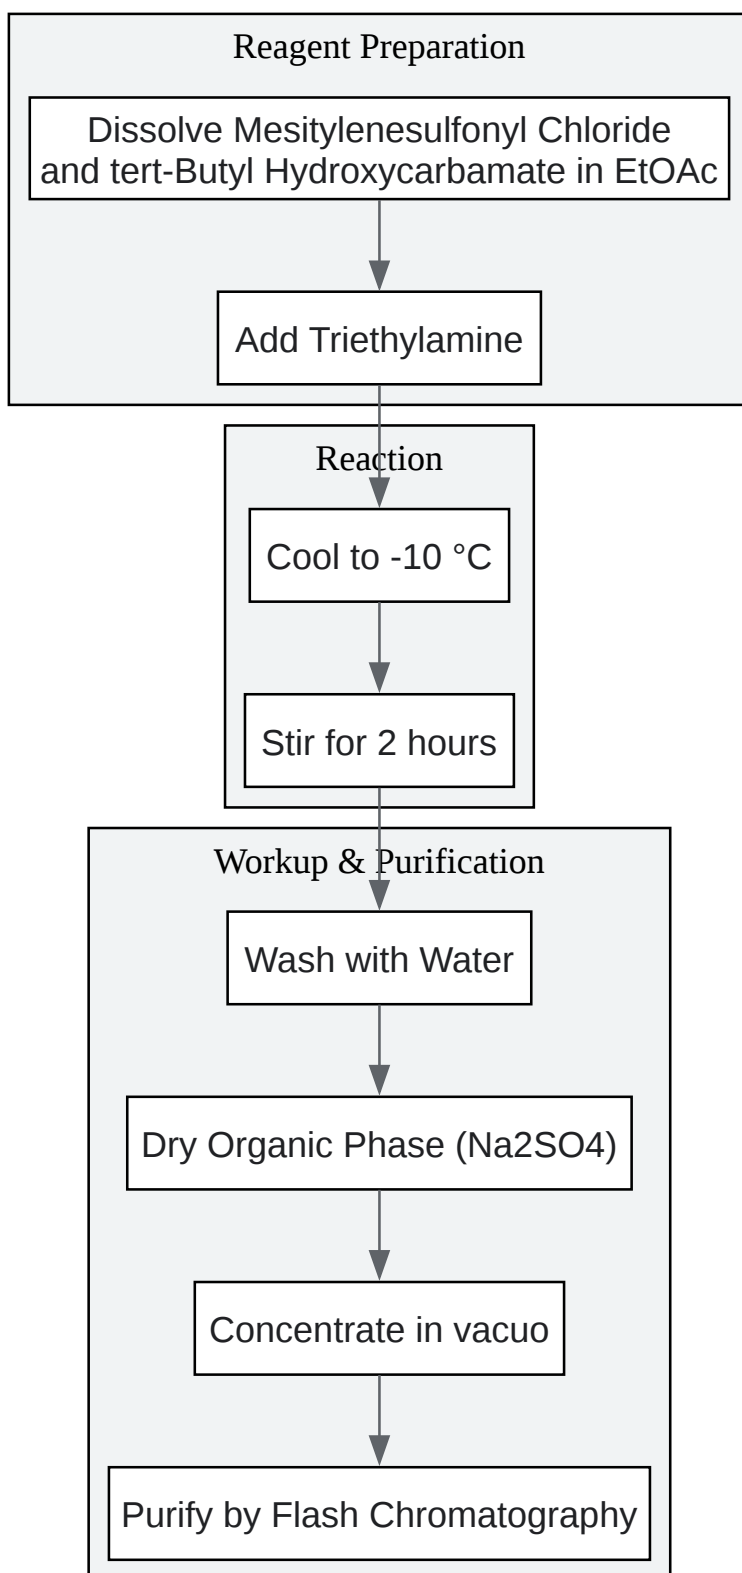 Reagent Preparation
Dissolve Mesitylenesulfonyl Chloride
and tert-Butyl Hydroxycarbamate in EtOAc
Add Triethylamine
Reaction
Cool to -10 °C
Stir for 2 hours
Workup & Purification
Wash with Water
Dry Organic Phase (Na2SO4)
Concentrate in vacuo
Purify by Flash Chromatography